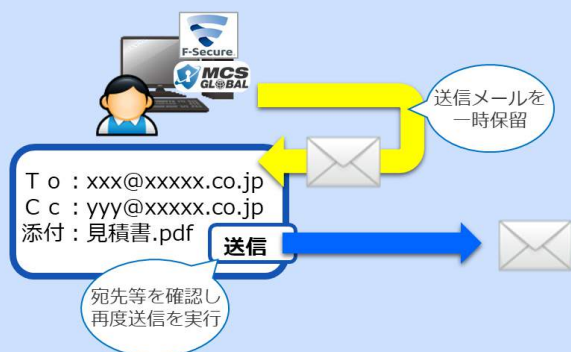 F-Secure.
MCS
GL@BAL
送信メールを
一時保留
To：xxx@xxxxx.co.jp
Cc：yyy@xxxxx.co.jp
添付：見積書.pdf
送信
宛先等を確認し
再度送信を実行